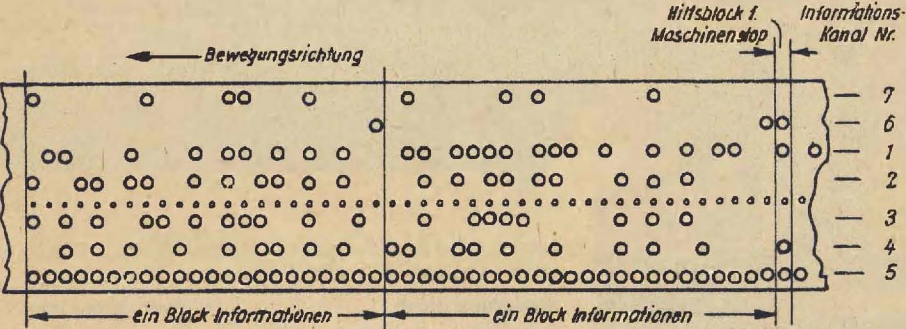 Hilfsblock f. Maschinenstop
Informations-Kanal Nr.
Bewegungsrichtung
7
6
1
2
3
4
5
ein Block Informationen
ein Block Informationen